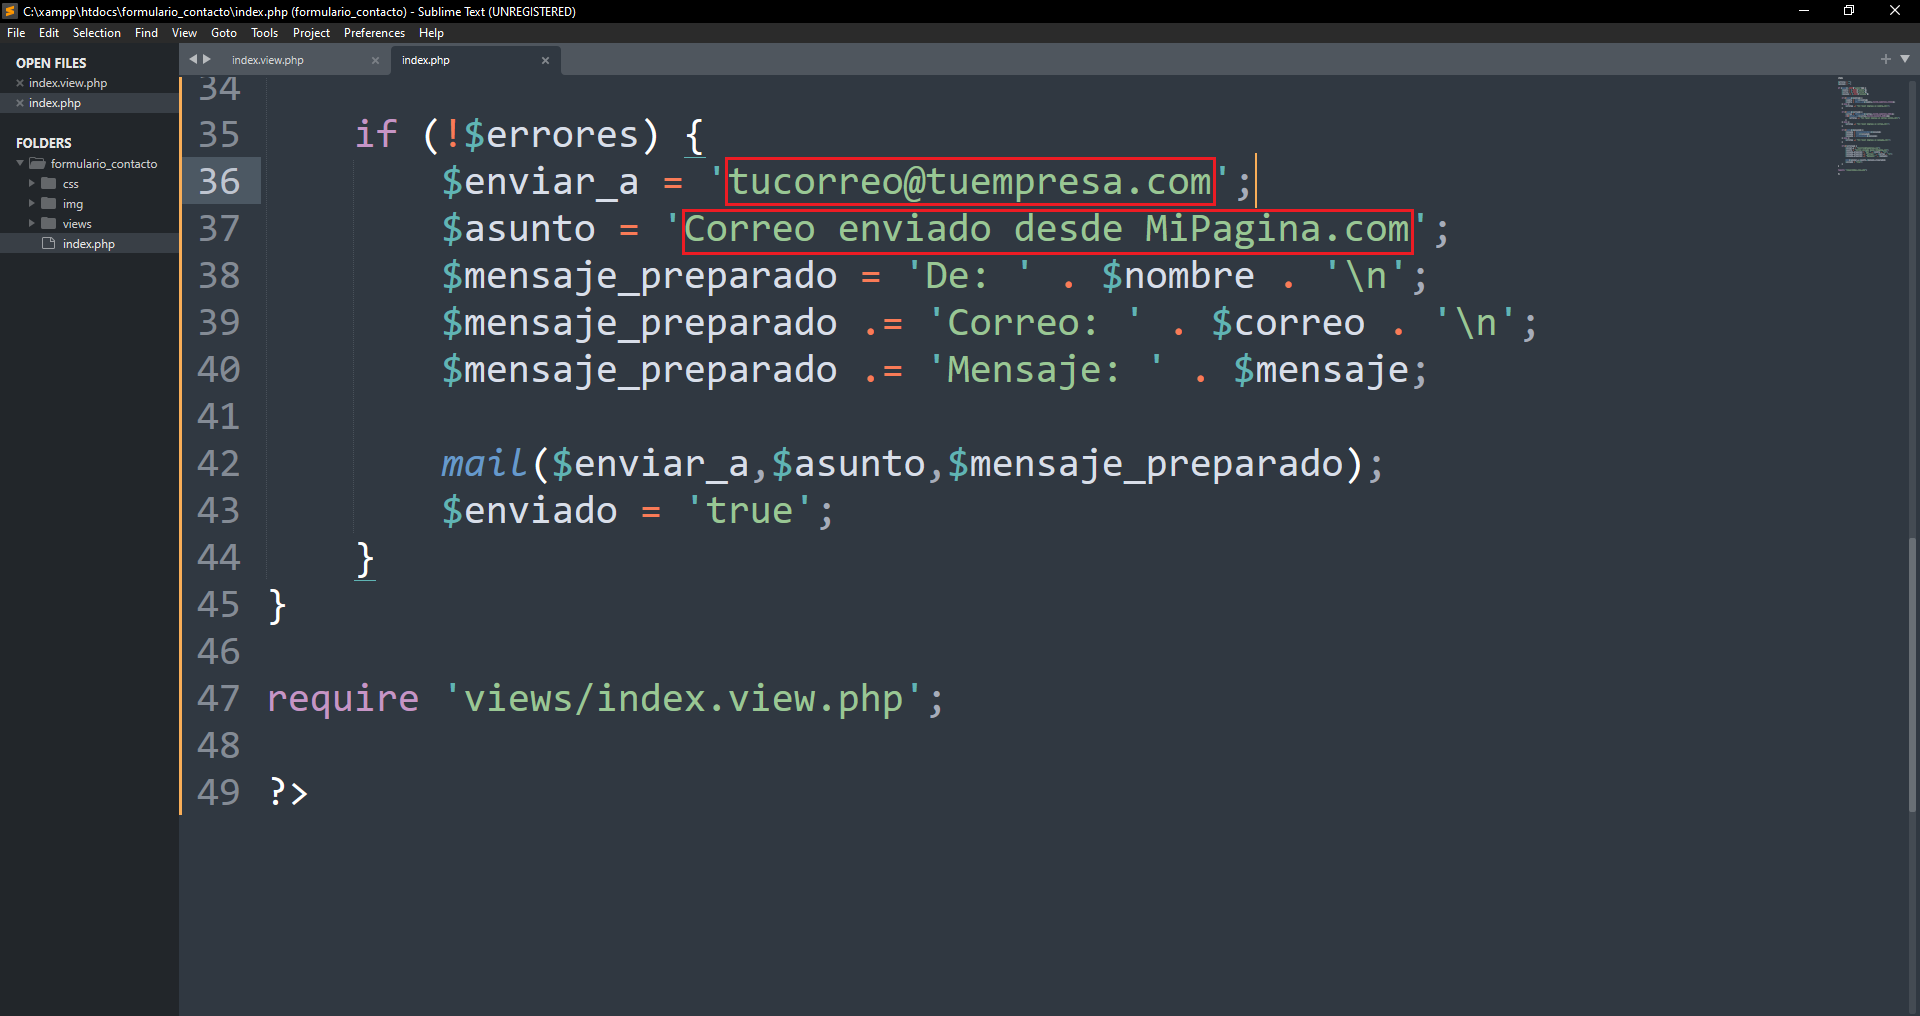 C:\xampp\htdocs\formulario_contacto\index.php (formulario_contacto) - Sublime Text (UNREGISTERED)
File Edit Selection Find View Goto Tools Project Preferences Help
OPEN FILES
index.view.php
index.php
FOLDERS
formulario_contacto
css
img
views
index.php
index.view.php
index.php
34
35 if (!$errores) {
36 $enviar_a = 'tucorreo@tuempresa.com';
37 $asunto = 'Correo enviado desde MiPagina.com';
38 $mensaje_preparado = 'De: ' . $nombre . '\n';
39 $mensaje_preparado .= 'Correo: ' . $correo . '\n';
40 $mensaje_preparado .= 'Mensaje: ' . $mensaje;
41
42 mail($enviar_a,$asunto,$mensaje_preparado);
43 $enviado = 'true';
44 }
45 }
46
47 require 'views/index.view.php';
48
49 ?>